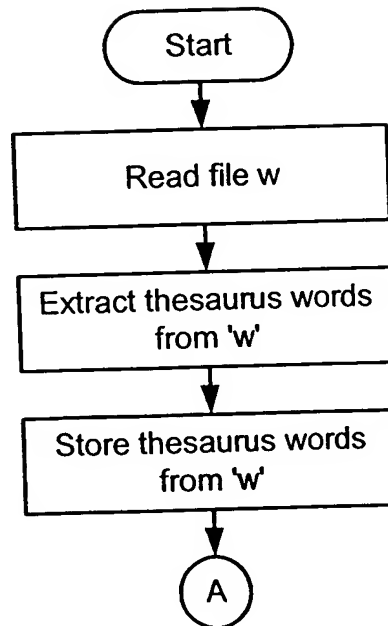 Start
Read file w
Extract thesaurus words
from 'w'
Store thesaurus words
from 'w'
A